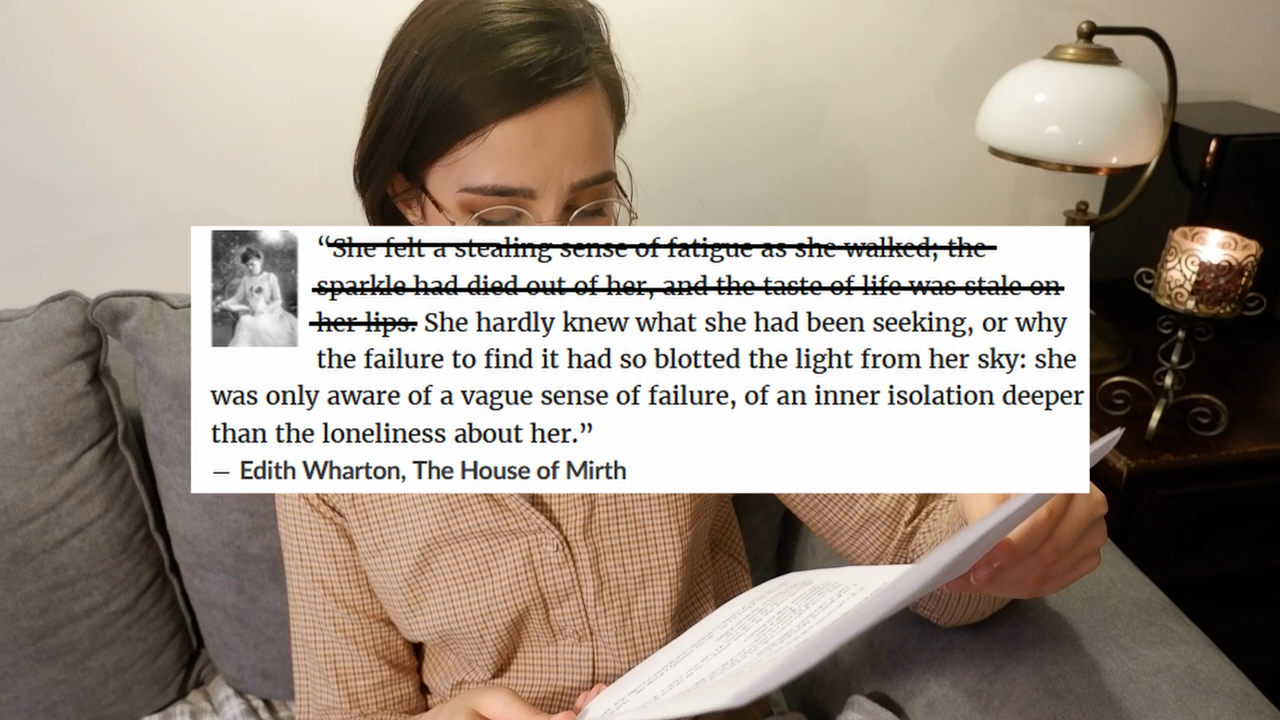 “She felt a stealing sense of fatigue as she walked; the
sparkle had died out of her, and the taste of life was stale on
her lips. She hardly knew what she had been seeking, or why
the failure to find it had so blotted the light from her sky: she
was only aware of a vague sense of failure, of an inner isolation deeper
than the loneliness about her.”
― Edith Wharton, The House of Mirth